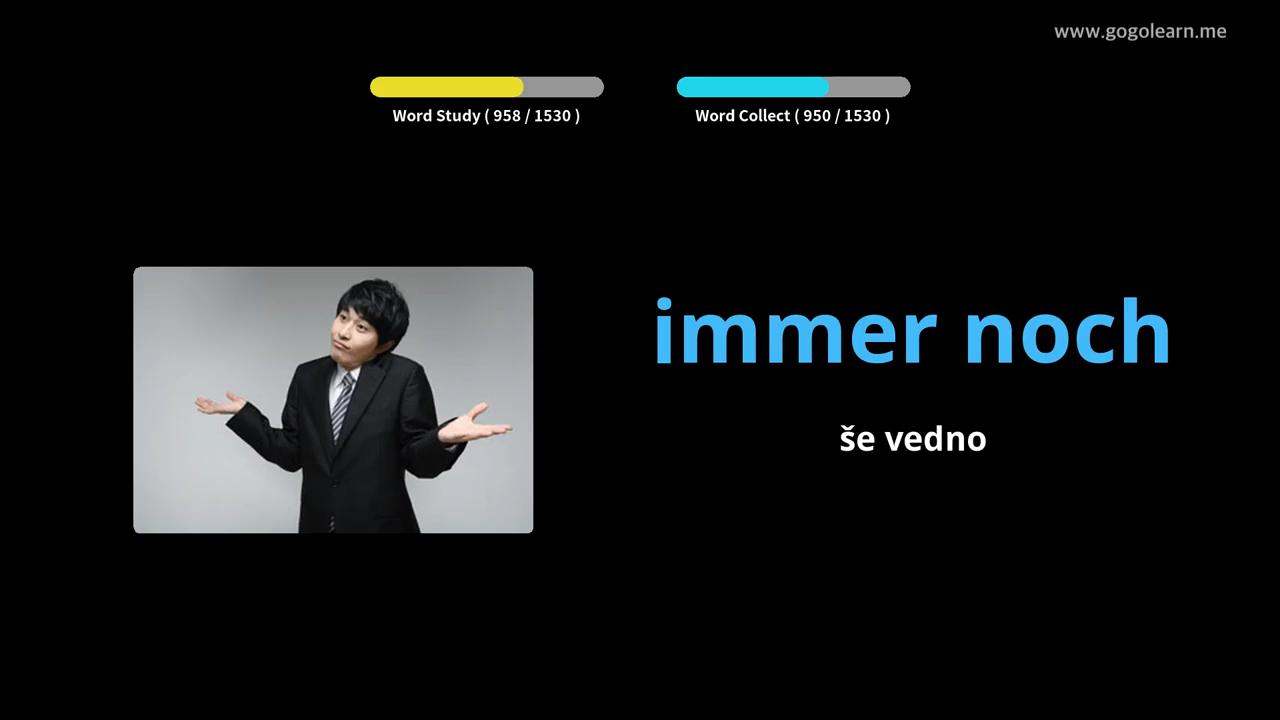 www.gogolearn.me
Word Study ( 958 / 1530 )
Word Collect ( 950 / 1530 )
immer noch
še vedno